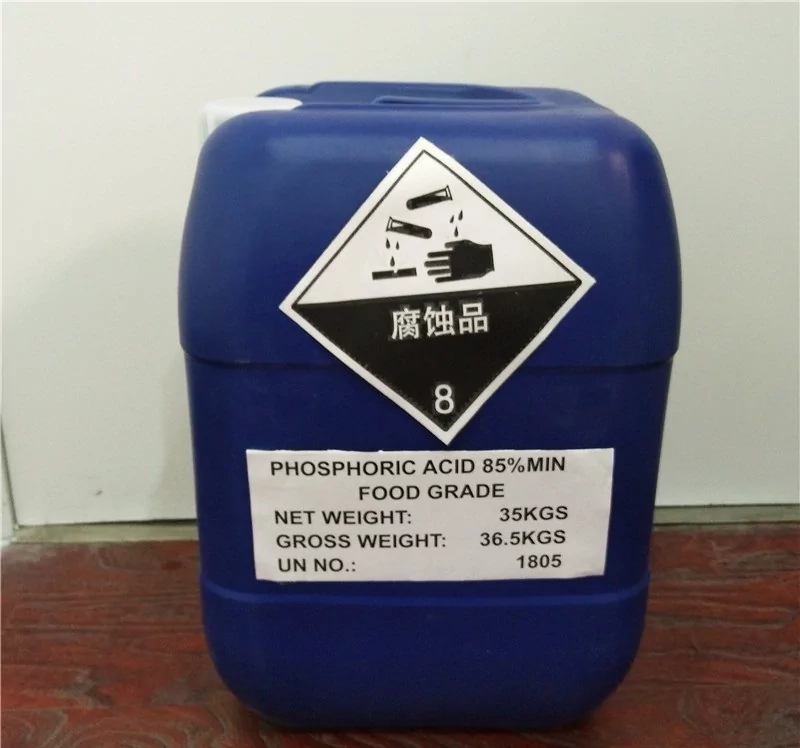 腐蚀品
8
PHOSPHORIC ACID 85%MIN
FOOD GRADE
NET WEIGHT: 35KGS
GROSS WEIGHT: 36.5KGS
UN NO.: 1805